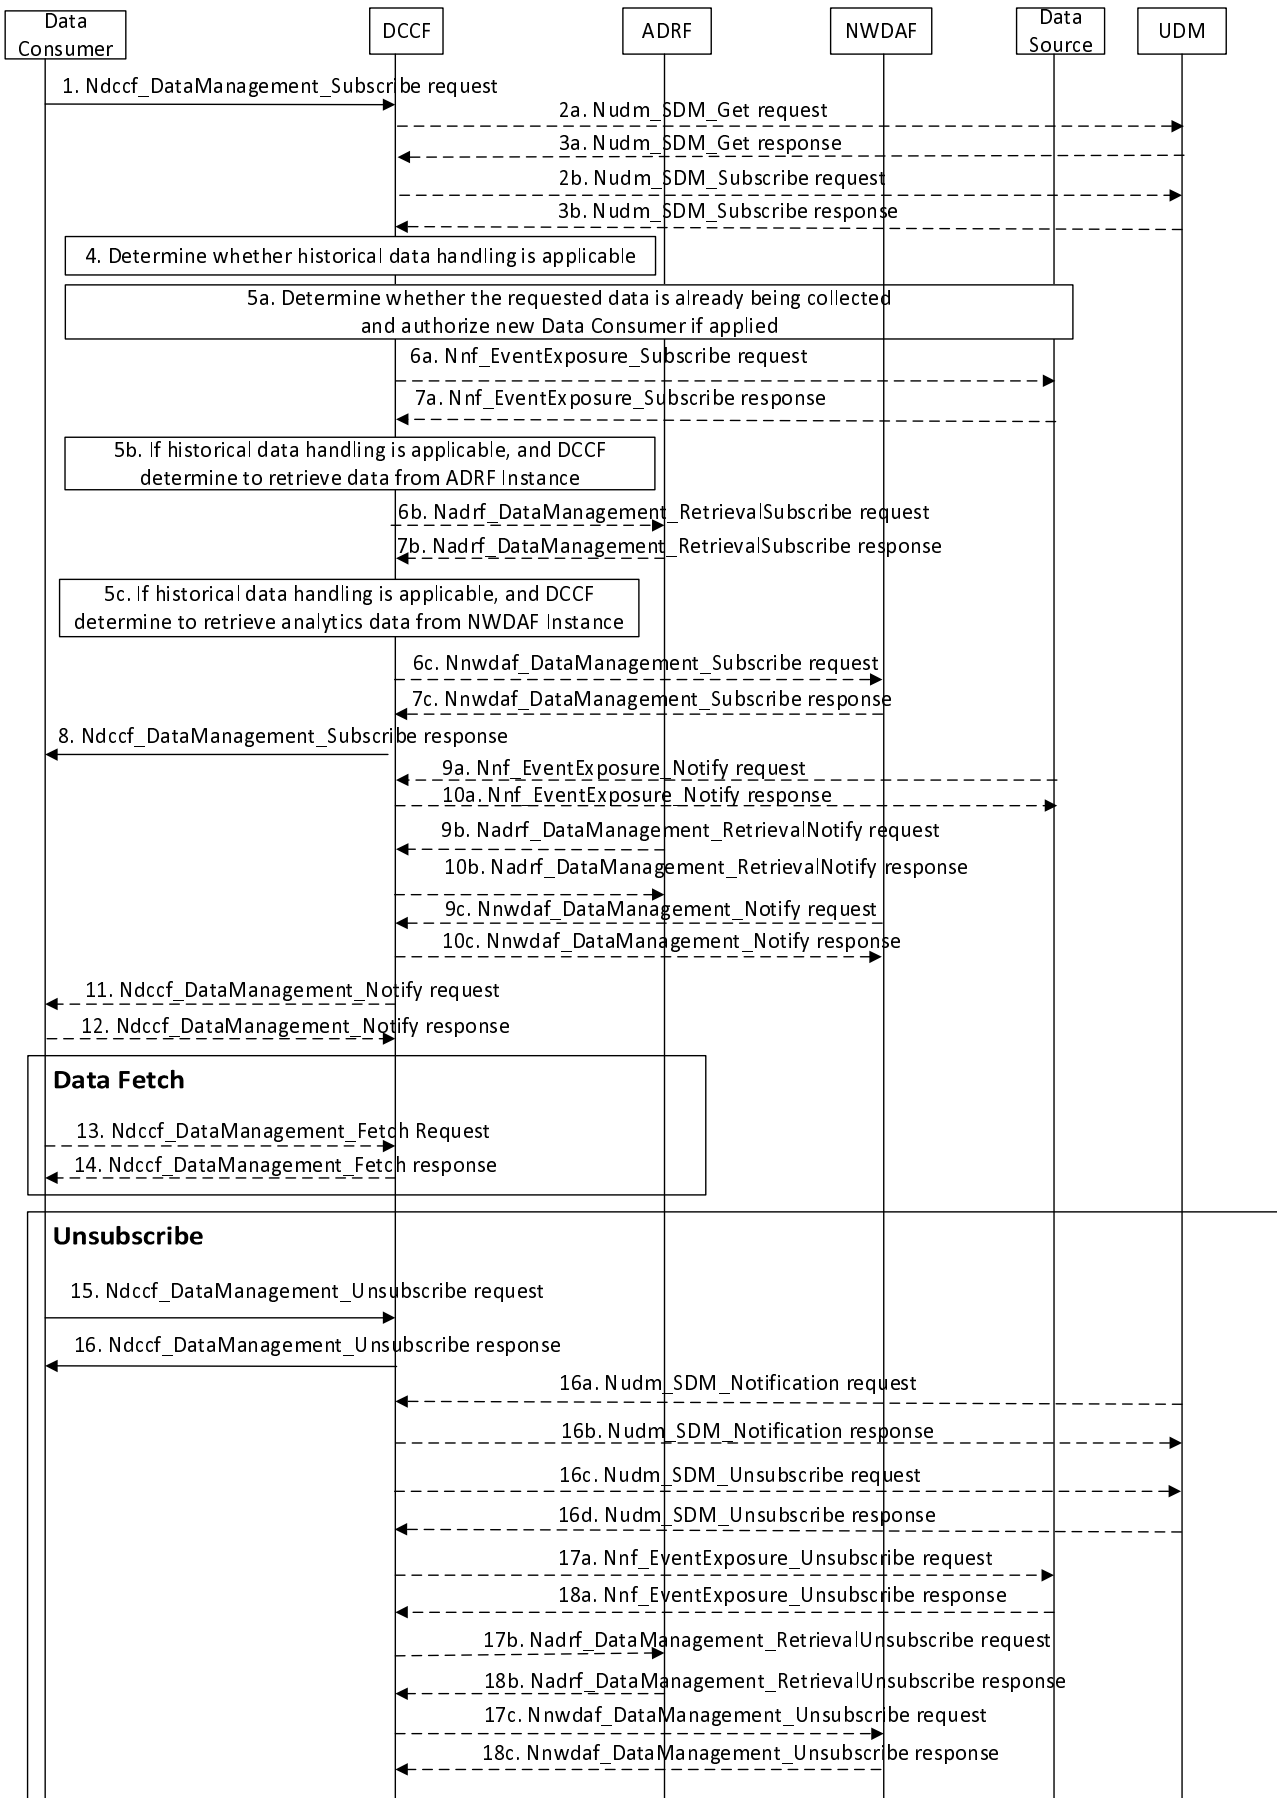 Data
Consumer
DCCF
ADRF
NWDAF
Data
Source
UDM
1. Ndccf_DataManagement_Subscribe request
2a. Nudm_SDM_Get request
3a. Nudm_SDM_Get response
2b. Nudm_SDM_Subscribe request
3b. Nudm_SDM_Subscribe response
4. Determine whether historical data handling is applicable
5a. Determine whether the requested data is already being collected
and authorize new Data Consumer if applied
6a. Nnf_EventExposure_Subscribe request
7a. Nnf_EventExposure_Subscribe response
5b. If historical data handling is applicable, and DCCF
determine to retrieve data from ADRF Instance
6b. Nadrf_DataManagement_RetrievalSubscribe request
7b. Nadrf_DataManagement_RetrievalSubscribe response
5c. If historical data handling is applicable, and DCCF
determine to retrieve analytics data from NWDAF Instance
6c. Nnwdaf_DataManagement_Subscribe request
7c. Nnwdaf_DataManagement_Subscribe response
8. Ndccf_DataManagement_Subscribe response
9a. Nnf_EventExposure_Notify request
10a. Nnf_EventExposure_Notify response
9b. Nadrf_DataManagement_RetrievalNotify request
10b. Nadrf_DataManagement_RetrievalNotify response
9c. Nnwdaf_DataManagement_Notify request
10c. Nnwdaf_DataManagement_Notify response
11. Ndccf_DataManagement_Notify request
12. Ndccf_DataManagement_Notify response
Data Fetch
13. Ndccf_DataManagement_Fetch Request
14. Ndccf_DataManagement_Fetch response
Unsubscribe
15. Ndccf_DataManagement_Unsubscribe request
16. Ndccf_DataManagement_Unsubscribe response
16a. Nudm_SDM_Notification request
16b. Nudm_SDM_Notification response
16c. Nudm_SDM_Unsubscribe request
16d. Nudm_SDM_Unsubscribe response
17a. Nnf_EventExposure_Unsubscribe request
18a. Nnf_EventExposure_Unsubscribe response
17b. Nadrf_DataManagement_RetrievalUnsubscribe request
18b. Nadrf_DataManagement_RetrievalUnsubscribe response
17c. Nnwdaf_DataManagement_Unsubscribe request
18c. Nnwdaf_DataManagement_Unsubscribe response